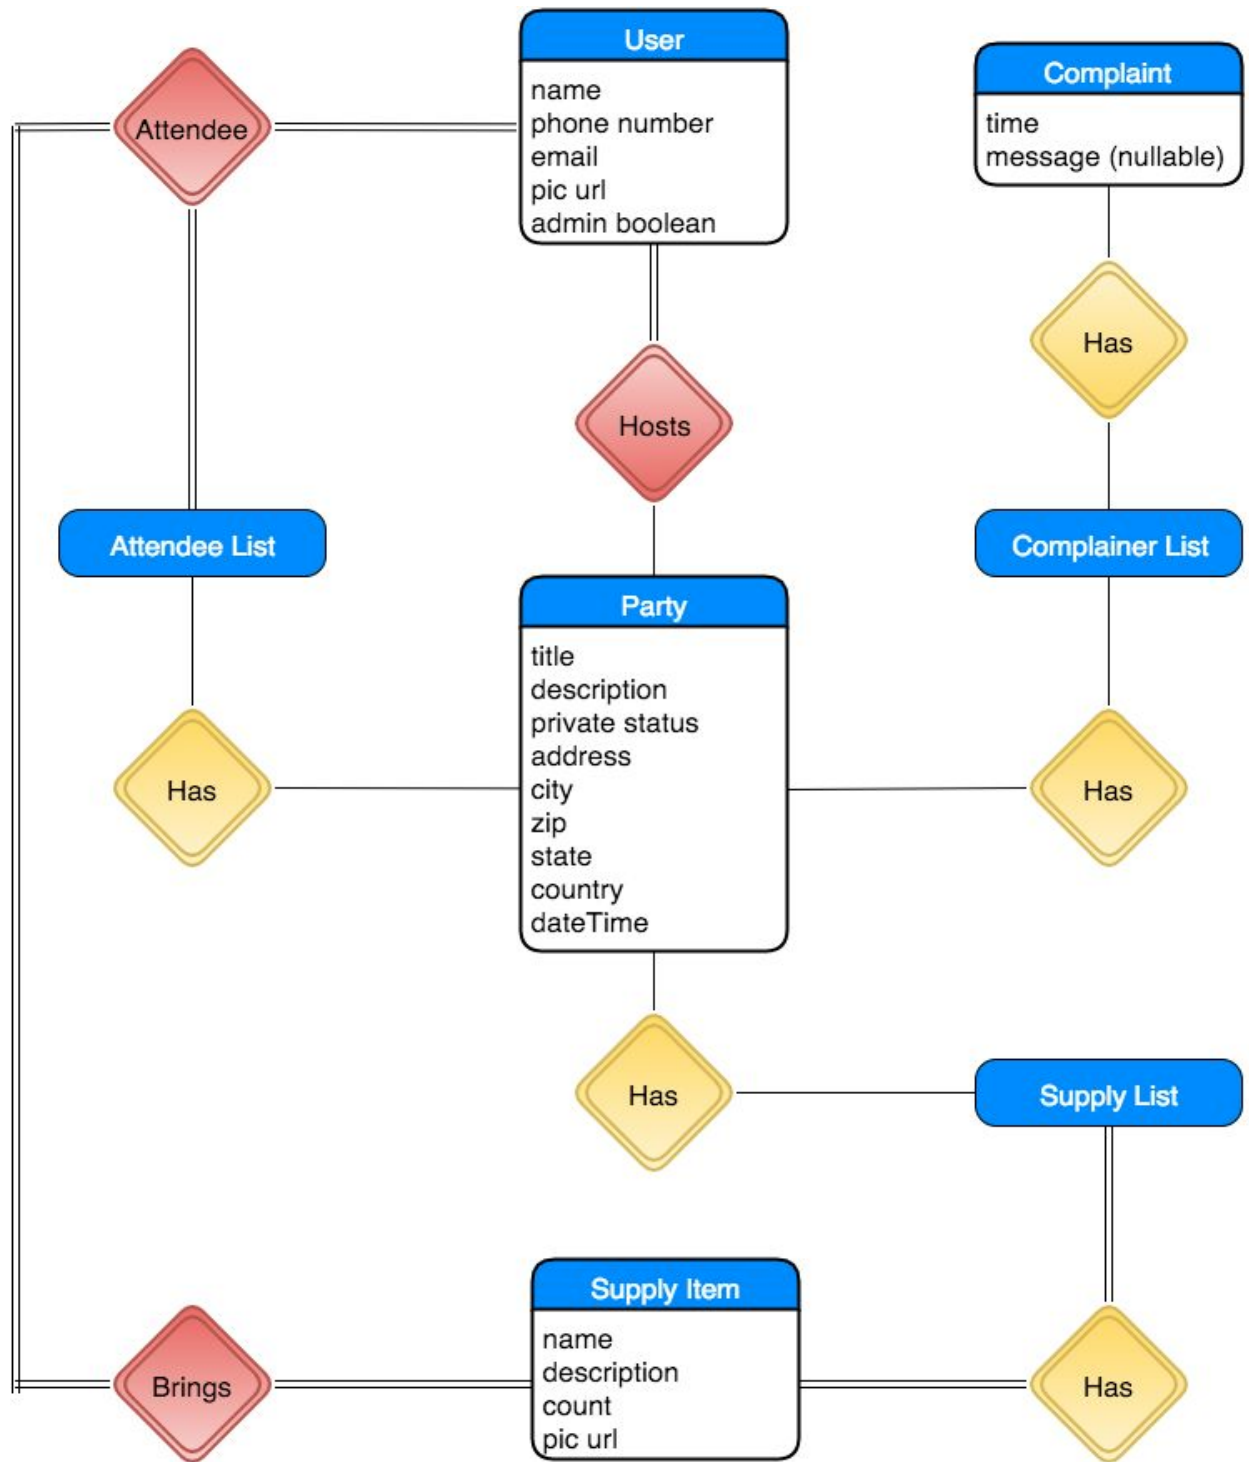 User
name
phone number
email
pic url
admin boolean
Complaint
time
message (nullable)
Attendee
Has
Hosts
Attendee List
Complainer List
Party
title
description
private status
address
city
zip
state
country
dateTime
Has
Has
Has
Supply List
Supply Item
name
description
count
pic url
Brings
Has